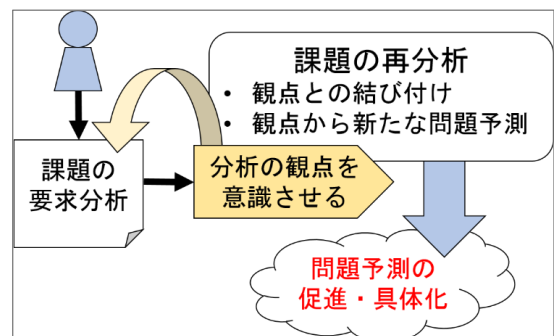 課題の再分析
• 観点との結び付け
• 観点から新たな問題予測
課題の
要求分析
分析の観点を
意識させる
問題予測の
促進・具体化